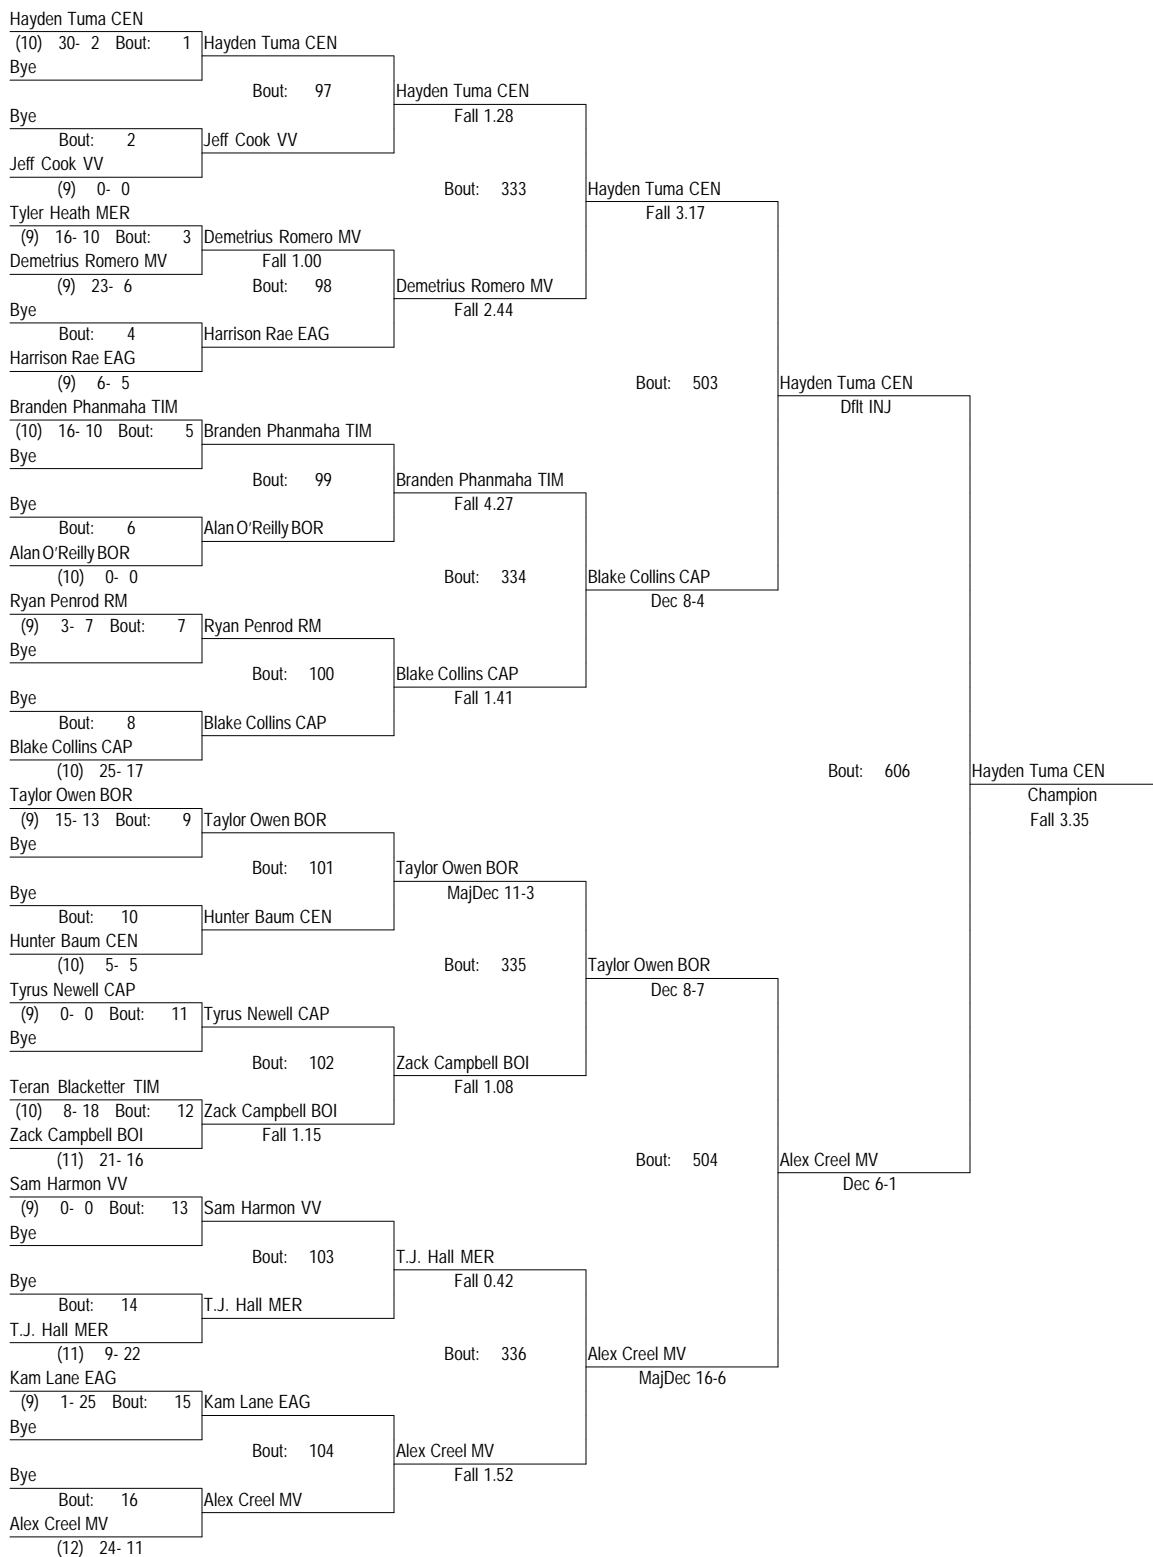 Hayden Tuma CEN
(10) 30- 2 Bout: 1 Hayden Tuma CEN
Bye
Bout: 97 Hayden Tuma CEN
Bye Fall 1.28
Bout: 2 Jeff Cook VV
Jeff Cook VV
(9) 0- 0 Bout: 333 Hayden Tuma CEN
Tyler Heath MER Fall 3.17
(9) 16- 10 Bout: 3 Demetrius Romero MV
Demetrius Romero MV Fall 1.00
(9) 23- 6 Bout: 98 Demetrius Romero MV
Bye Fall 2.44
Bout: 4 Harrison Rae EAG
Harrison Rae EAG
(9) 6- 5 Bout: 503 Hayden Tuma CEN
Branden Phanmaha TIM Dflt INJ
(10) 16- 10 Bout: 5 Branden Phanmaha TIM
Bye
Bout: 99 Branden Phanmaha TIM
Bye Fall 4.27
Bout: 6 Alan O'Reilly BOR
Alan O'Reilly BOR
(10) 0- 0 Bout: 334 Blake Collins CAP
Ryan Penrod RM Dec 8-4
(9) 3- 7 Bout: 7 Ryan Penrod RM
Bye
Bout: 100 Blake Collins CAP
Bye Fall 1.41
Bout: 8 Blake Collins CAP
Blake Collins CAP
(10) 25- 17 Bout: 606 Hayden Tuma CEN
Taylor Owen BOR Champion
(9) 15- 13 Bout: 9 Taylor Owen BOR Fall 3.35
Bye
Bout: 101 Taylor Owen BOR
Bye MajDec 11-3
Bout: 10 Hunter Baum CEN
Hunter Baum CEN
(10) 5- 5 Bout: 335 Taylor Owen BOR
Tyrus Newell CAP Dec 8-7
(9) 0- 0 Bout: 11 Tyrus Newell CAP
Bye
Bout: 102 Zack Campbell BOI
Teran Blacketter TIM Fall 1.08
(10) 8- 18 Bout: 12 Zack Campbell BOI
Zack Campbell BOI Fall 1.15
(11) 21- 16 Bout: 504 Alex Creel MV
Sam Harmon VV Dec 6-1
(9) 0- 0 Bout: 13 Sam Harmon VV
Bye
Bout: 103 T.J. Hall MER
Bye Fall 0.42
Bout: 14 T.J. Hall MER
T.J. Hall MER
(11) 9- 22 Bout: 336 Alex Creel MV
Kam Lane EAG MajDec 16-6
(9) 1- 25 Bout: 15 Kam Lane EAG
Bye
Bout: 104 Alex Creel MV
Bye Fall 1.52
Bout: 16 Alex Creel MV
Alex Creel MV
(12) 24- 11